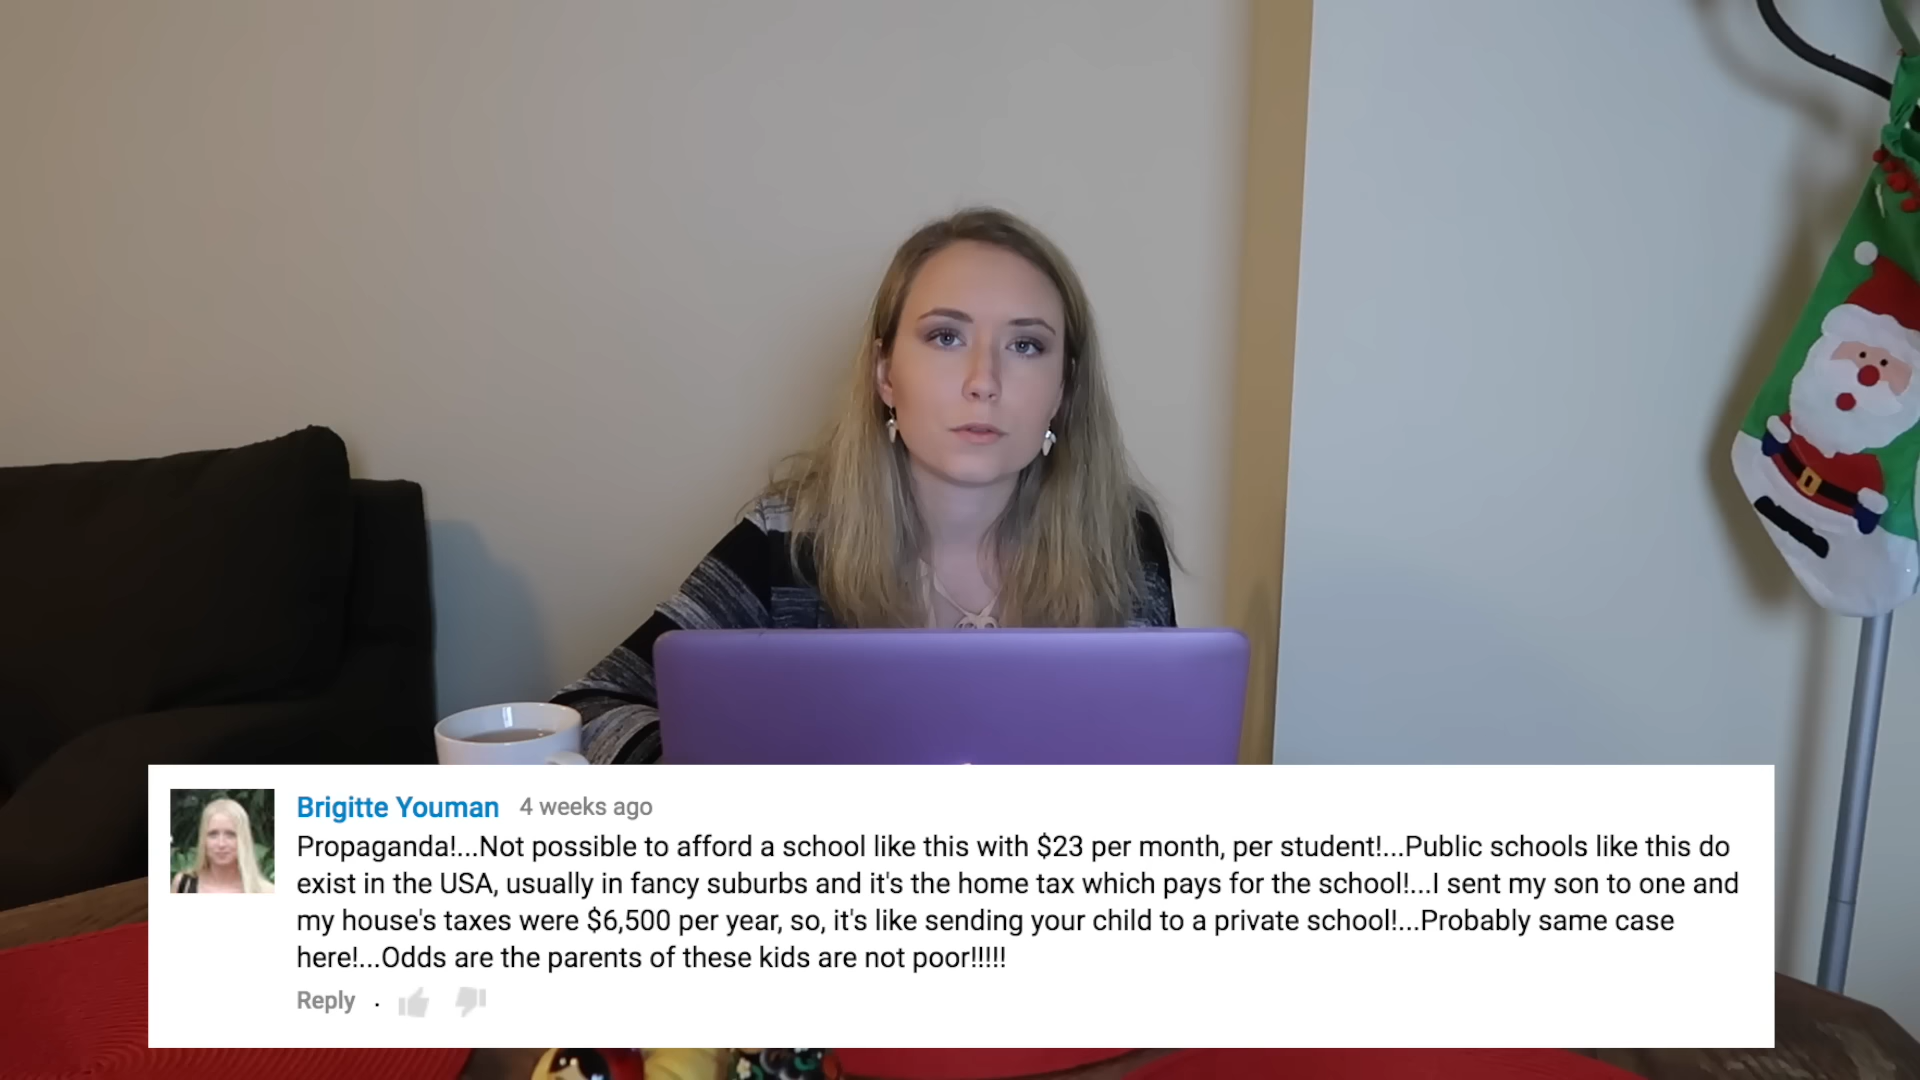 Brigitte Youman 4 weeks ago
Propaganda!...Not possible to afford a school like this with $23 per month, per student!...Public schools like this do
exist in the USA, usually in fancy suburbs and it's the home tax which pays for the school!...I sent my son to one and
my house's taxes were $6,500 per year, so, it's like sending your child to a private school!...Probably same case
here!...Odds are the parents of these kids are not poor!!!!!
Reply .